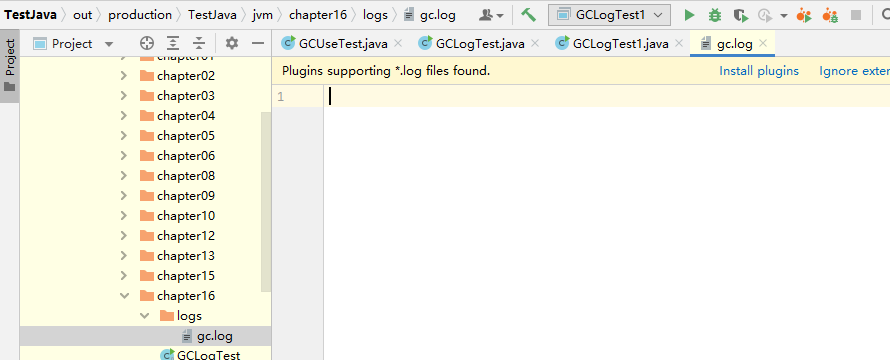 TestJava out production TestJava jvm chapter16 logs gc.log GCLogTest1
Project Project GCUseTest.java GCLogTest.java GCLogTest1.java gc.log
Plugins supporting *.log files found. Install plugins Ignore exter
1
chapter01
chapter02
chapter03
chapter04
chapter05
chapter06
chapter08
chapter09
chapter10
chapter12
chapter13
chapter15
chapter16
logs
gc.log
GCLogTest